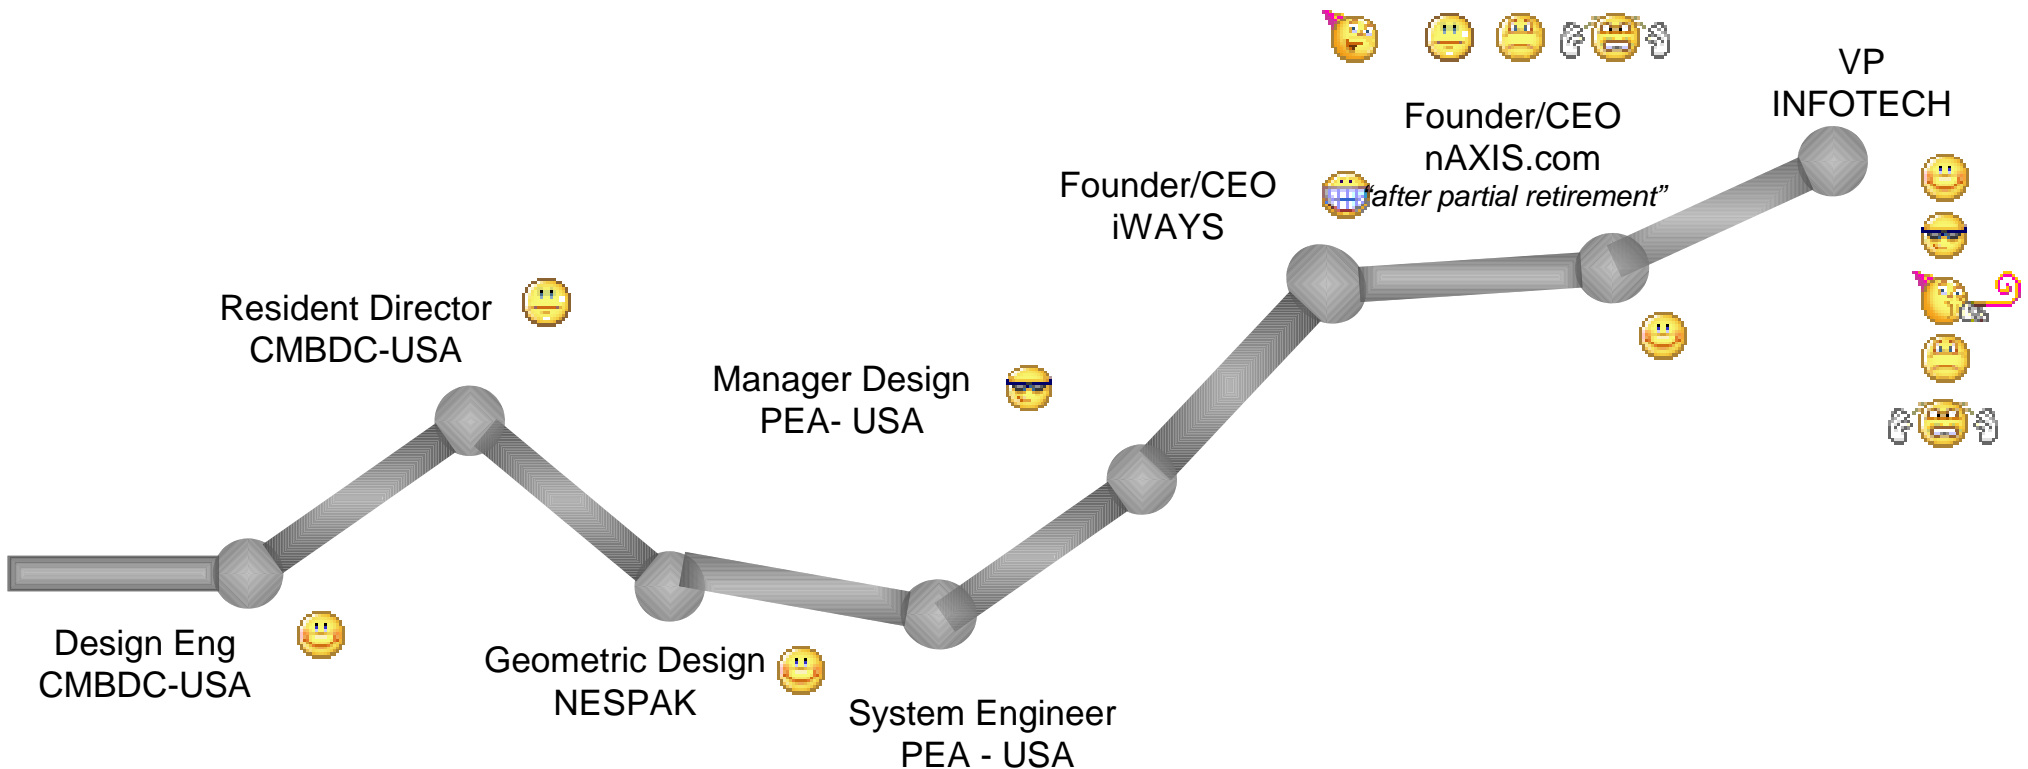 Design Eng
CMBDC-USA
Resident Director
CMBDC-USA
Geometric Design
NESPAK
System Engineer
PEA - USA
Manager Design
PEA- USA
Founder/CEO
iWAYS
Founder/CEO
nAXIS.com
“after partial retirement”
VP
INFOTECH